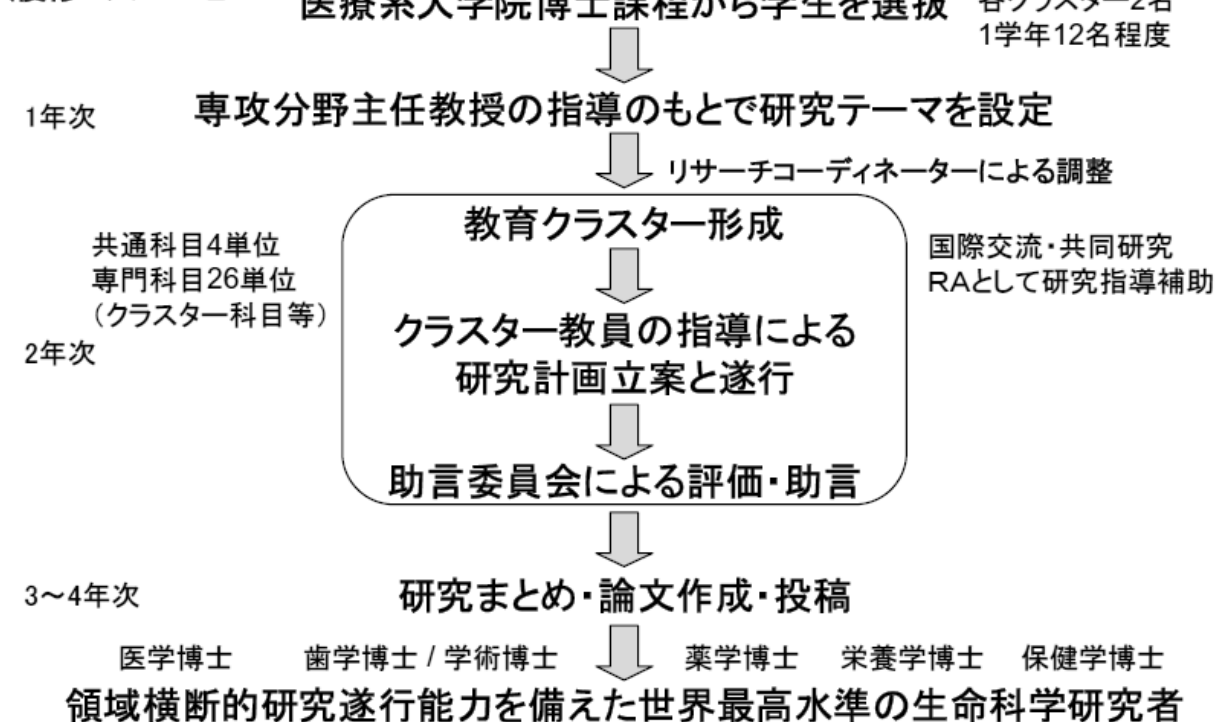 医療系大学院博士課程から学生を選抜
各クラスター2名
1学年12名程度
1年次
専攻分野主任教授の指導のもとで研究テーマを設定
リサーチコーディネーターによる調整
教育クラスター形成
共通科目4単位
専門科目26単位
（クラスター科目等）
国際交流・共同研究
RAとして研究指導補助
2年次
クラスター教員の指導による
研究計画立案と遂行
助言委員会による評価・助言
3～4年次
研究まとめ・論文作成・投稿
医学博士
歯学博士 / 学術博士
薬学博士
栄養学博士
保健学博士
領域横断的研究遂行能力を備えた世界最高水準の生命科学研究者